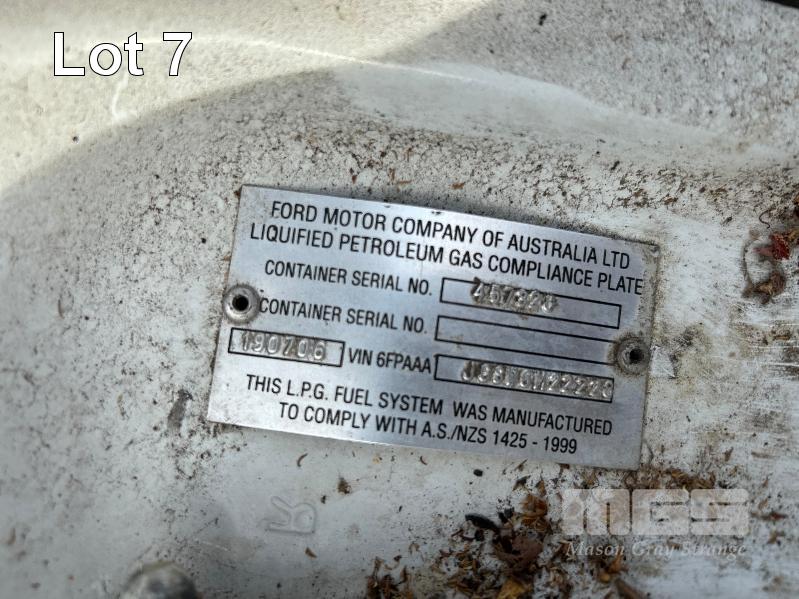 Lot 7
FORD MOTOR COMPANY OF AUSTRALIA LTD
LIQUIFIED PETROLEUM GAS COMPLIANCE PLATE
CONTAINER SERIAL NO.
CONTAINER SERIAL NO.
190706 VIN 6FPAAA
THIS L.P.G. FUEL SYSTEM WAS MANUFACTURED
TO COMPLY WITH A.S./NZS 1425 - 1999
R
MGS
Mason Gray Strange